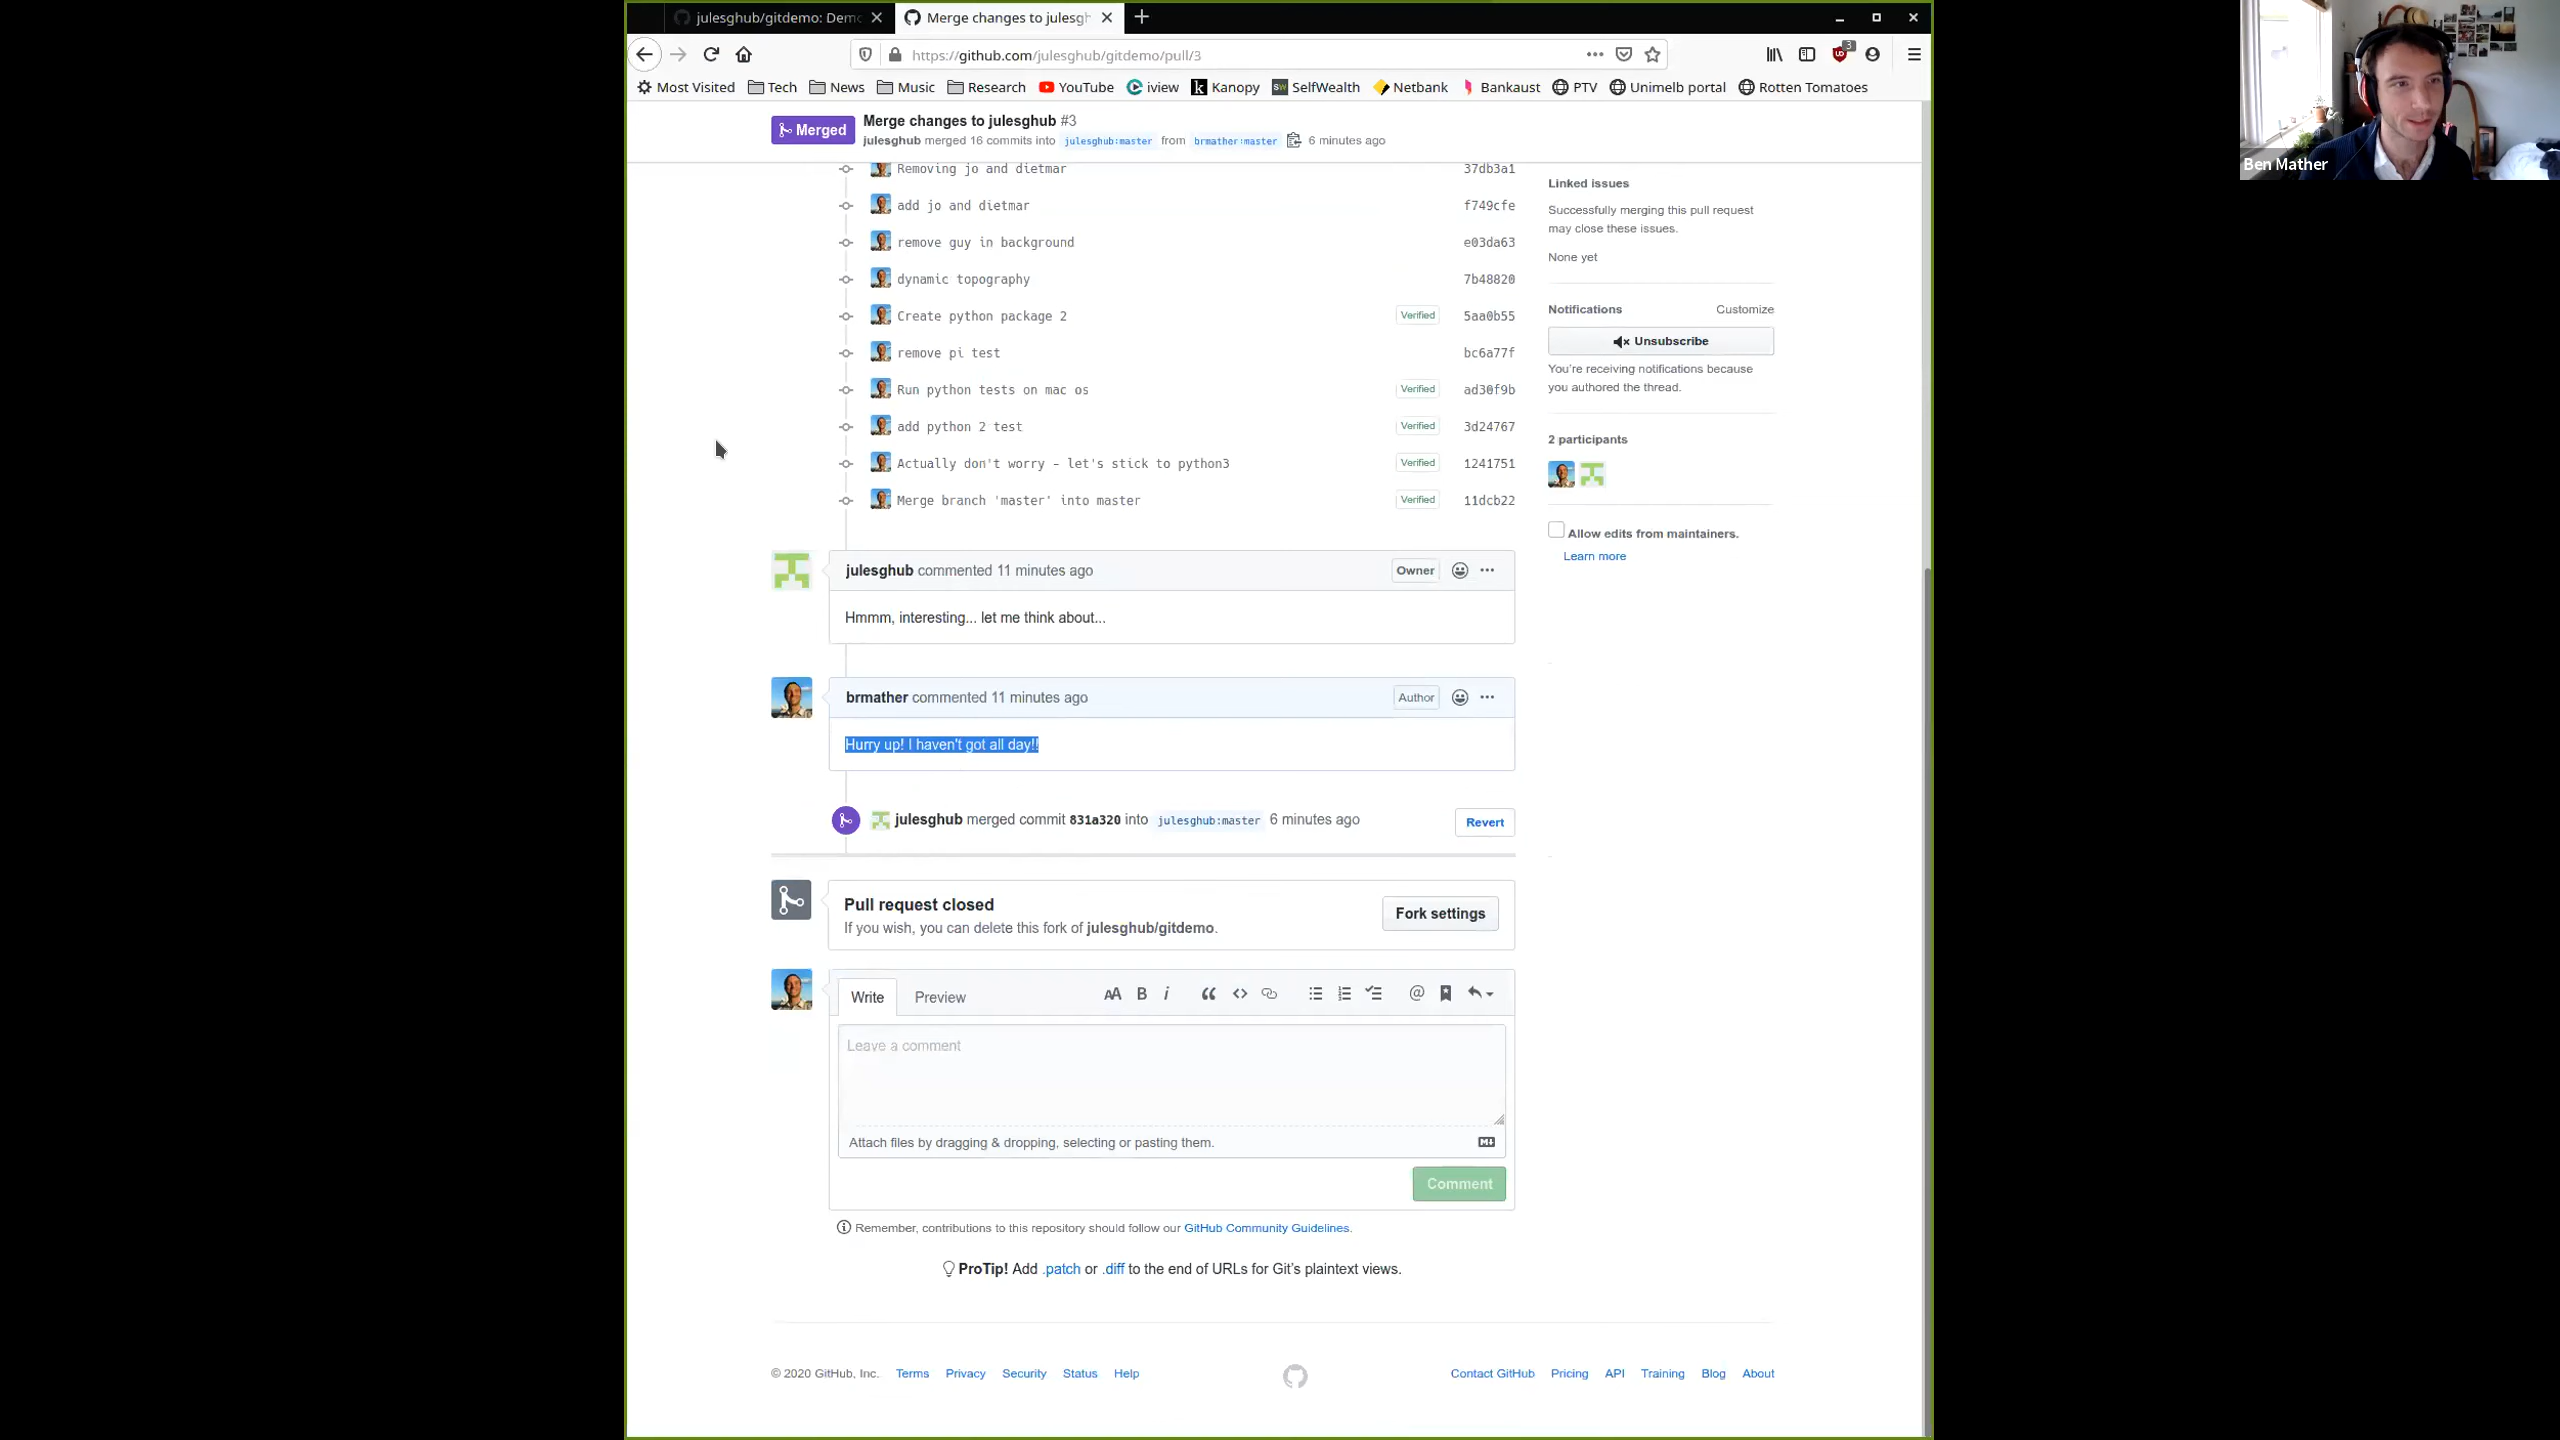 julesghub/gitdemo: Demo
Merge changes to julesgh
https://github.com/julesghub/gitdemo/pull/3
3
Most Visited Tech News Music Research YouTube iview Kanopy SelfWealth Netbank Bankaust PTV Unimelb portal Rotten Tomatoes
Ben Mather
Merged
Merge changes to julesghub #3
julesghub merged 16 commits into julesghub:master from brmather:master 6 minutes ago
Removing jo and dietmar 37db3a1
add jo and dietmar f749cfe
remove guy in background e03da63
dynamic topography 7b48820
Create python package 2 Verified 5aa0b55
remove pi test bc6a77f
Run python tests on mac os Verified ad30f9b
add python 2 test Verified 3d24767
Actually don't worry - let's stick to python3 Verified 1241751
Merge branch 'master' into master Verified 11dcb22
Linked issues
Successfully merging this pull request
may close these issues.
None yet
Notifications Customize
Unsubscribe
You're receiving notifications because
you authored the thread.
2 participants
Allow edits from maintainers.
Learn more
julesghub commented 11 minutes ago Owner
Hmmm, interesting... let me think about...
brmather commented 11 minutes ago Author
Hurry up! I haven't got all day!!
julesghub merged commit 831a320 into julesghub:master 6 minutes ago Revert
Pull request closed
If you wish, you can delete this fork of julesghub/gitdemo.
Fork settings
Write Preview
Leave a comment
Attach files by dragging & dropping, selecting or pasting them.
Comment
Remember, contributions to this repository should follow our GitHub Community Guidelines.
ProTip! Add .patch or .diff to the end of URLs for Git's plaintext views.
© 2020 GitHub, Inc. Terms Privacy Security Status Help Contact GitHub Pricing API Training Blog About